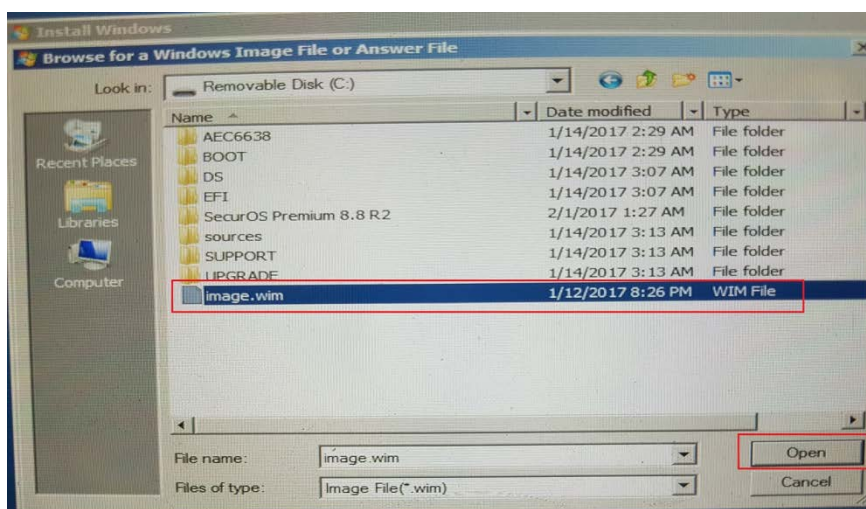 Install Windows
Browse for a Windows Image File or Answer File
Look in: Removable Disk (C:)
Name Date modified Type
AEC6638 1/14/2017 2:29 AM File folder
BOOT 1/14/2017 2:29 AM File folder
DS 1/14/2017 3:07 AM File folder
EFI 1/14/2017 3:07 AM File folder
SecurOS Premium 8.8 R2 2/1/2017 1:27 AM File folder
sources 1/14/2017 3:13 AM File folder
SUPPORT 1/14/2017 3:13 AM File folder
UPGRADE 1/14/2017 3:13 AM File folder
image.wim 1/12/2017 8:26 PM WIM File
Recent Places
Libraries
Computer
File name: image.wim Open
Files of type: Image File(*.wim) Cancel